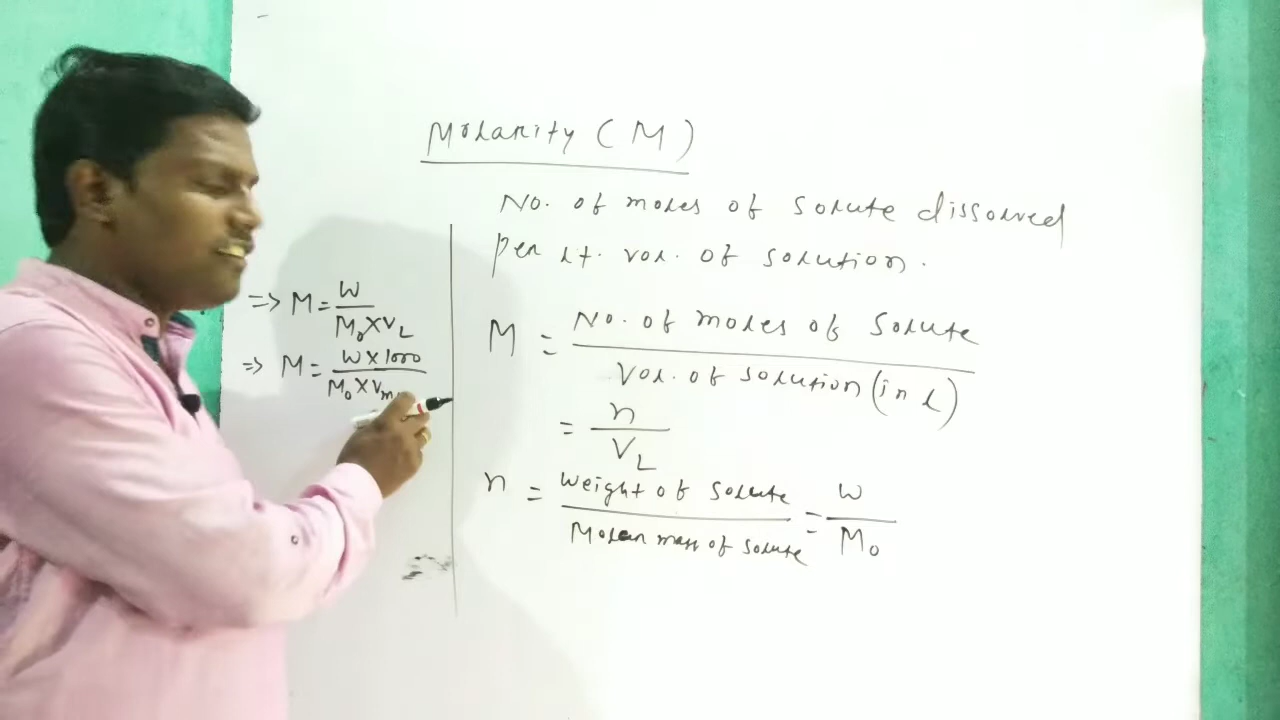 Molarity (M)
No. of moles of solute dissolved
per lt. vol. of solution.
M = No. of moles of solute / Vol. of solution (in L)
= n / V_L
n = weight of solute / Molar mass of solute = W / M₀
=> M = W / M₀ X V_L
=> M = W X 1000 / M₀ X V_m